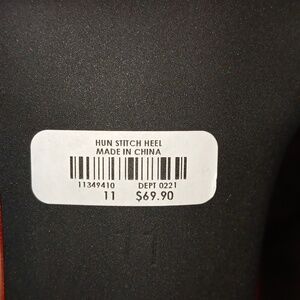 HUN STITCH HEEL
MADE IN CHINA
11349410 DEPT 0221
11 $69.90